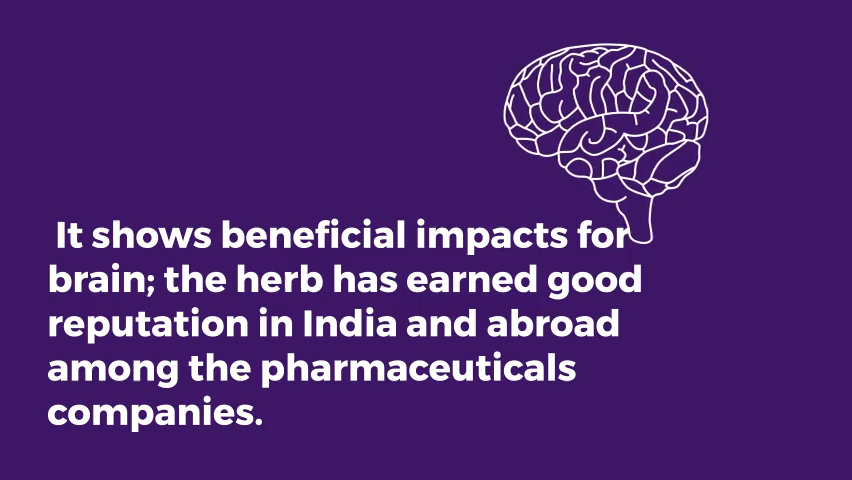 It shows beneficial impacts for
brain; the herb has earned good
reputation in India and abroad
among the pharmaceuticals
companies.